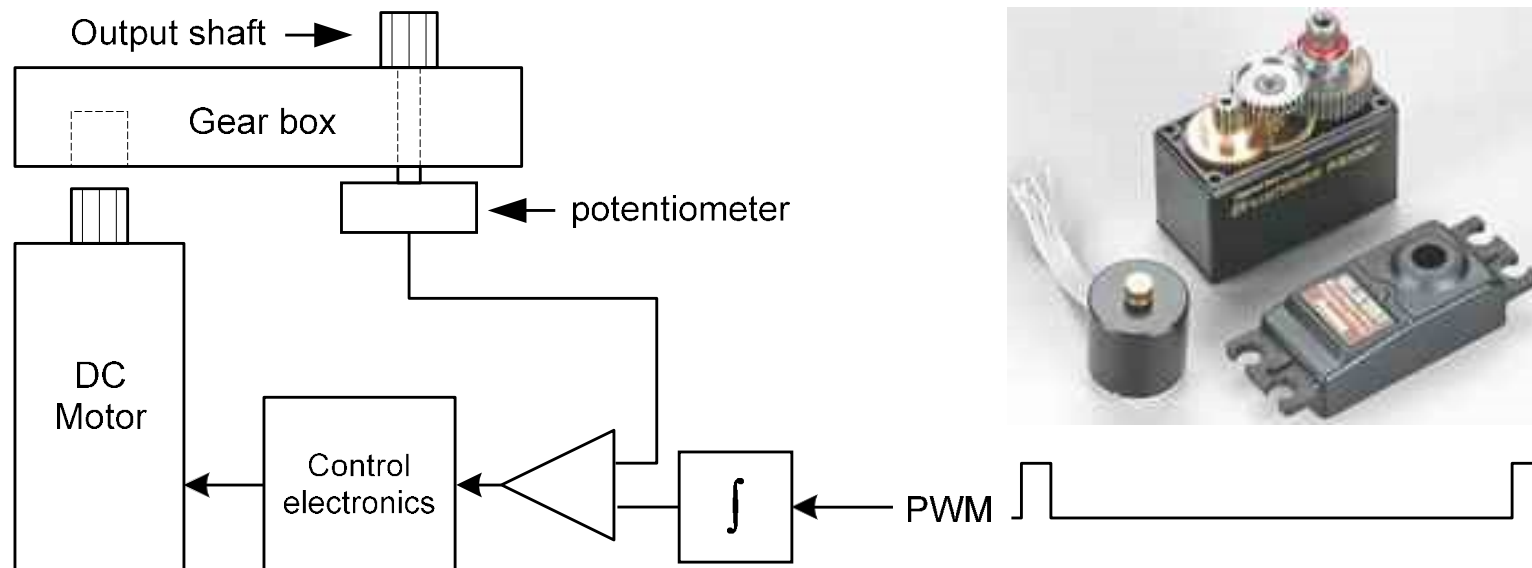 Output shaft
Gear box
potentiometer
DC
Motor
Control
electronics
∫
PWM